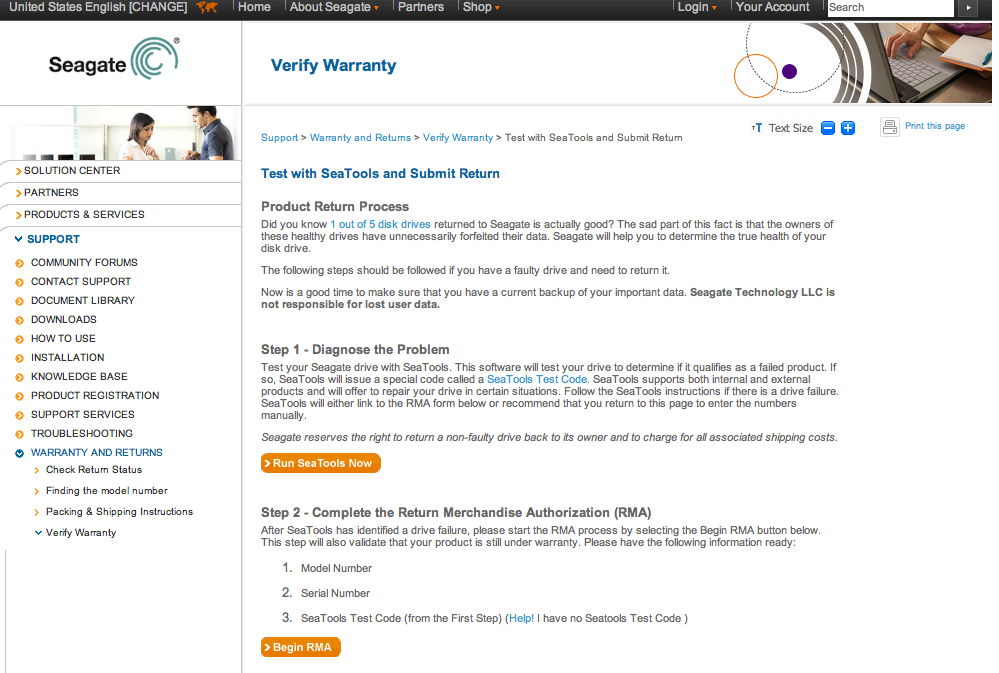 United States English [CHANGE]
Home
About Seagate
Partners
Shop
Login
Your Account
Search
Seagate
®
Verify Warranty
Support > Warranty and Returns > Verify Warranty > Test with SeaTools and Submit Return
тT Text Size
Print this page
SOLUTION CENTER
PARTNERS
PRODUCTS & SERVICES
SUPPORT
COMMUNITY FORUMS
CONTACT SUPPORT
DOCUMENT LIBRARY
DOWNLOADS
HOW TO USE
INSTALLATION
KNOWLEDGE BASE
PRODUCT REGISTRATION
SUPPORT SERVICES
TROUBLESHOOTING
WARRANTY AND RETURNS
Check Return Status
Finding the model number
Packing & Shipping Instructions
Verify Warranty
Test with SeaTools and Submit Return
Product Return Process
Did you know 1 out of 5 disk drives returned to Seagate is actually good? The sad part of this fact is that the owners of
these healthy drives have unnecessarily forfeited their data. Seagate will help you to determine the true health of your
disk drive.
The following steps should be followed if you have a faulty drive and need to return it.
Now is a good time to make sure that you have a current backup of your important data. Seagate Technology LLC is
not responsible for lost user data.
Step 1 - Diagnose the Problem
Test your Seagate drive with SeaTools. This software will test your drive to determine if it qualifies as a failed product. If
so, SeaTools will issue a special code called a SeaTools Test Code. SeaTools supports both internal and external
products and will offer to repair your drive in certain situations. Follow the SeaTools instructions if there is a drive failure.
SeaTools will either link to the RMA form below or recommend that you return to this page to enter the numbers
manually.
Seagate reserves the right to return a non-faulty drive back to its owner and to charge for all associated shipping costs.
Run SeaTools Now
Step 2 - Complete the Return Merchandise Authorization (RMA)
After SeaTools has identified a drive failure, please start the RMA process by selecting the Begin RMA button below.
This step will also validate that your product is still under warranty. Please have the following information ready:
1. Model Number
2. Serial Number
3. SeaTools Test Code (from the First Step) (Help! I have no Seatools Test Code )
Begin RMA